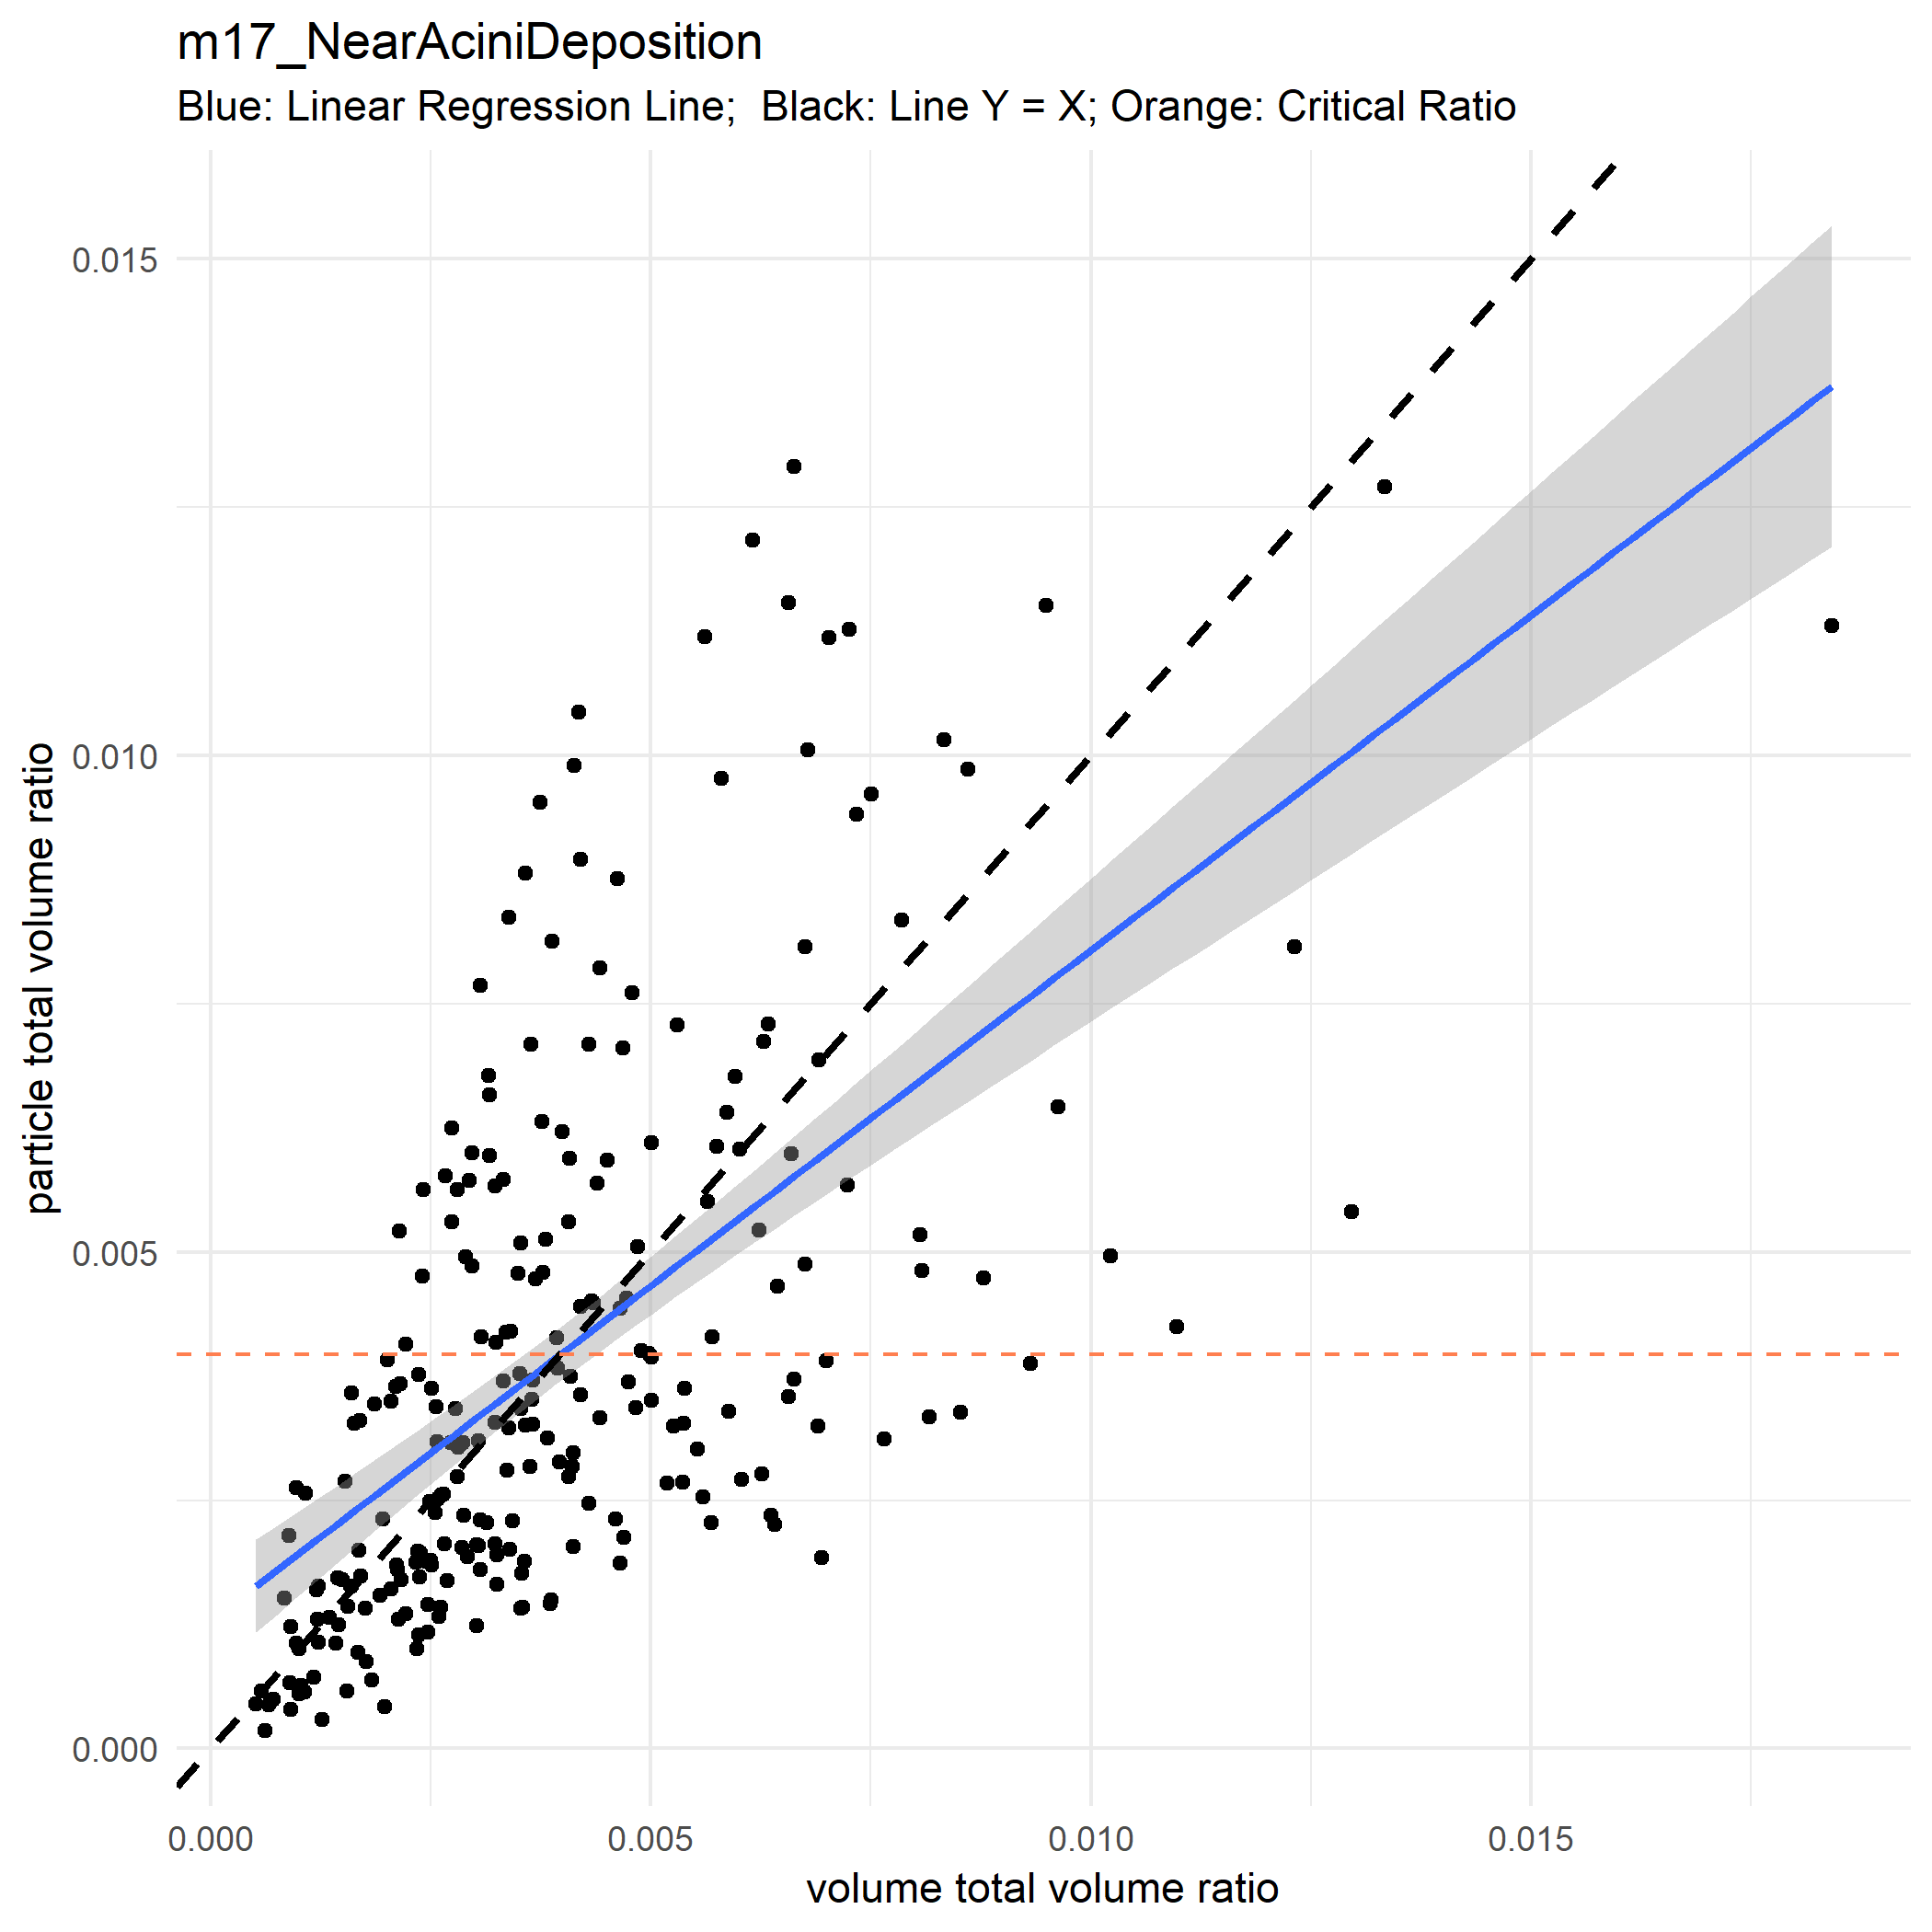 m17_NearAciniDeposition
Blue: Linear Regression Line;  Black: Line Y = X; Orange: Critical Ratio
0.015
0.010
0.005
0.000
particle total volume ratio
0.000 0.005 0.010 0.015
volume total volume ratio